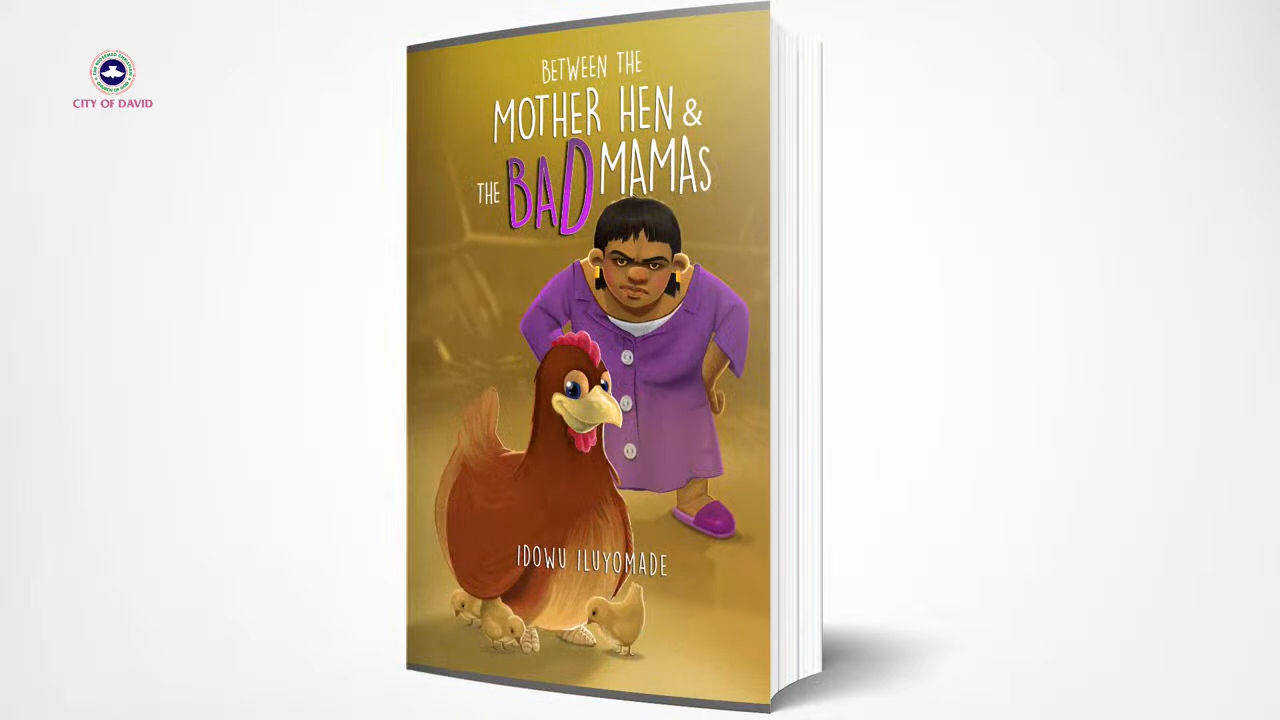 CITY OF DAVID
BETWEEN THE
MOTHER HEN &
THE BAD MAMAS
IDOWU ILUYOMADE